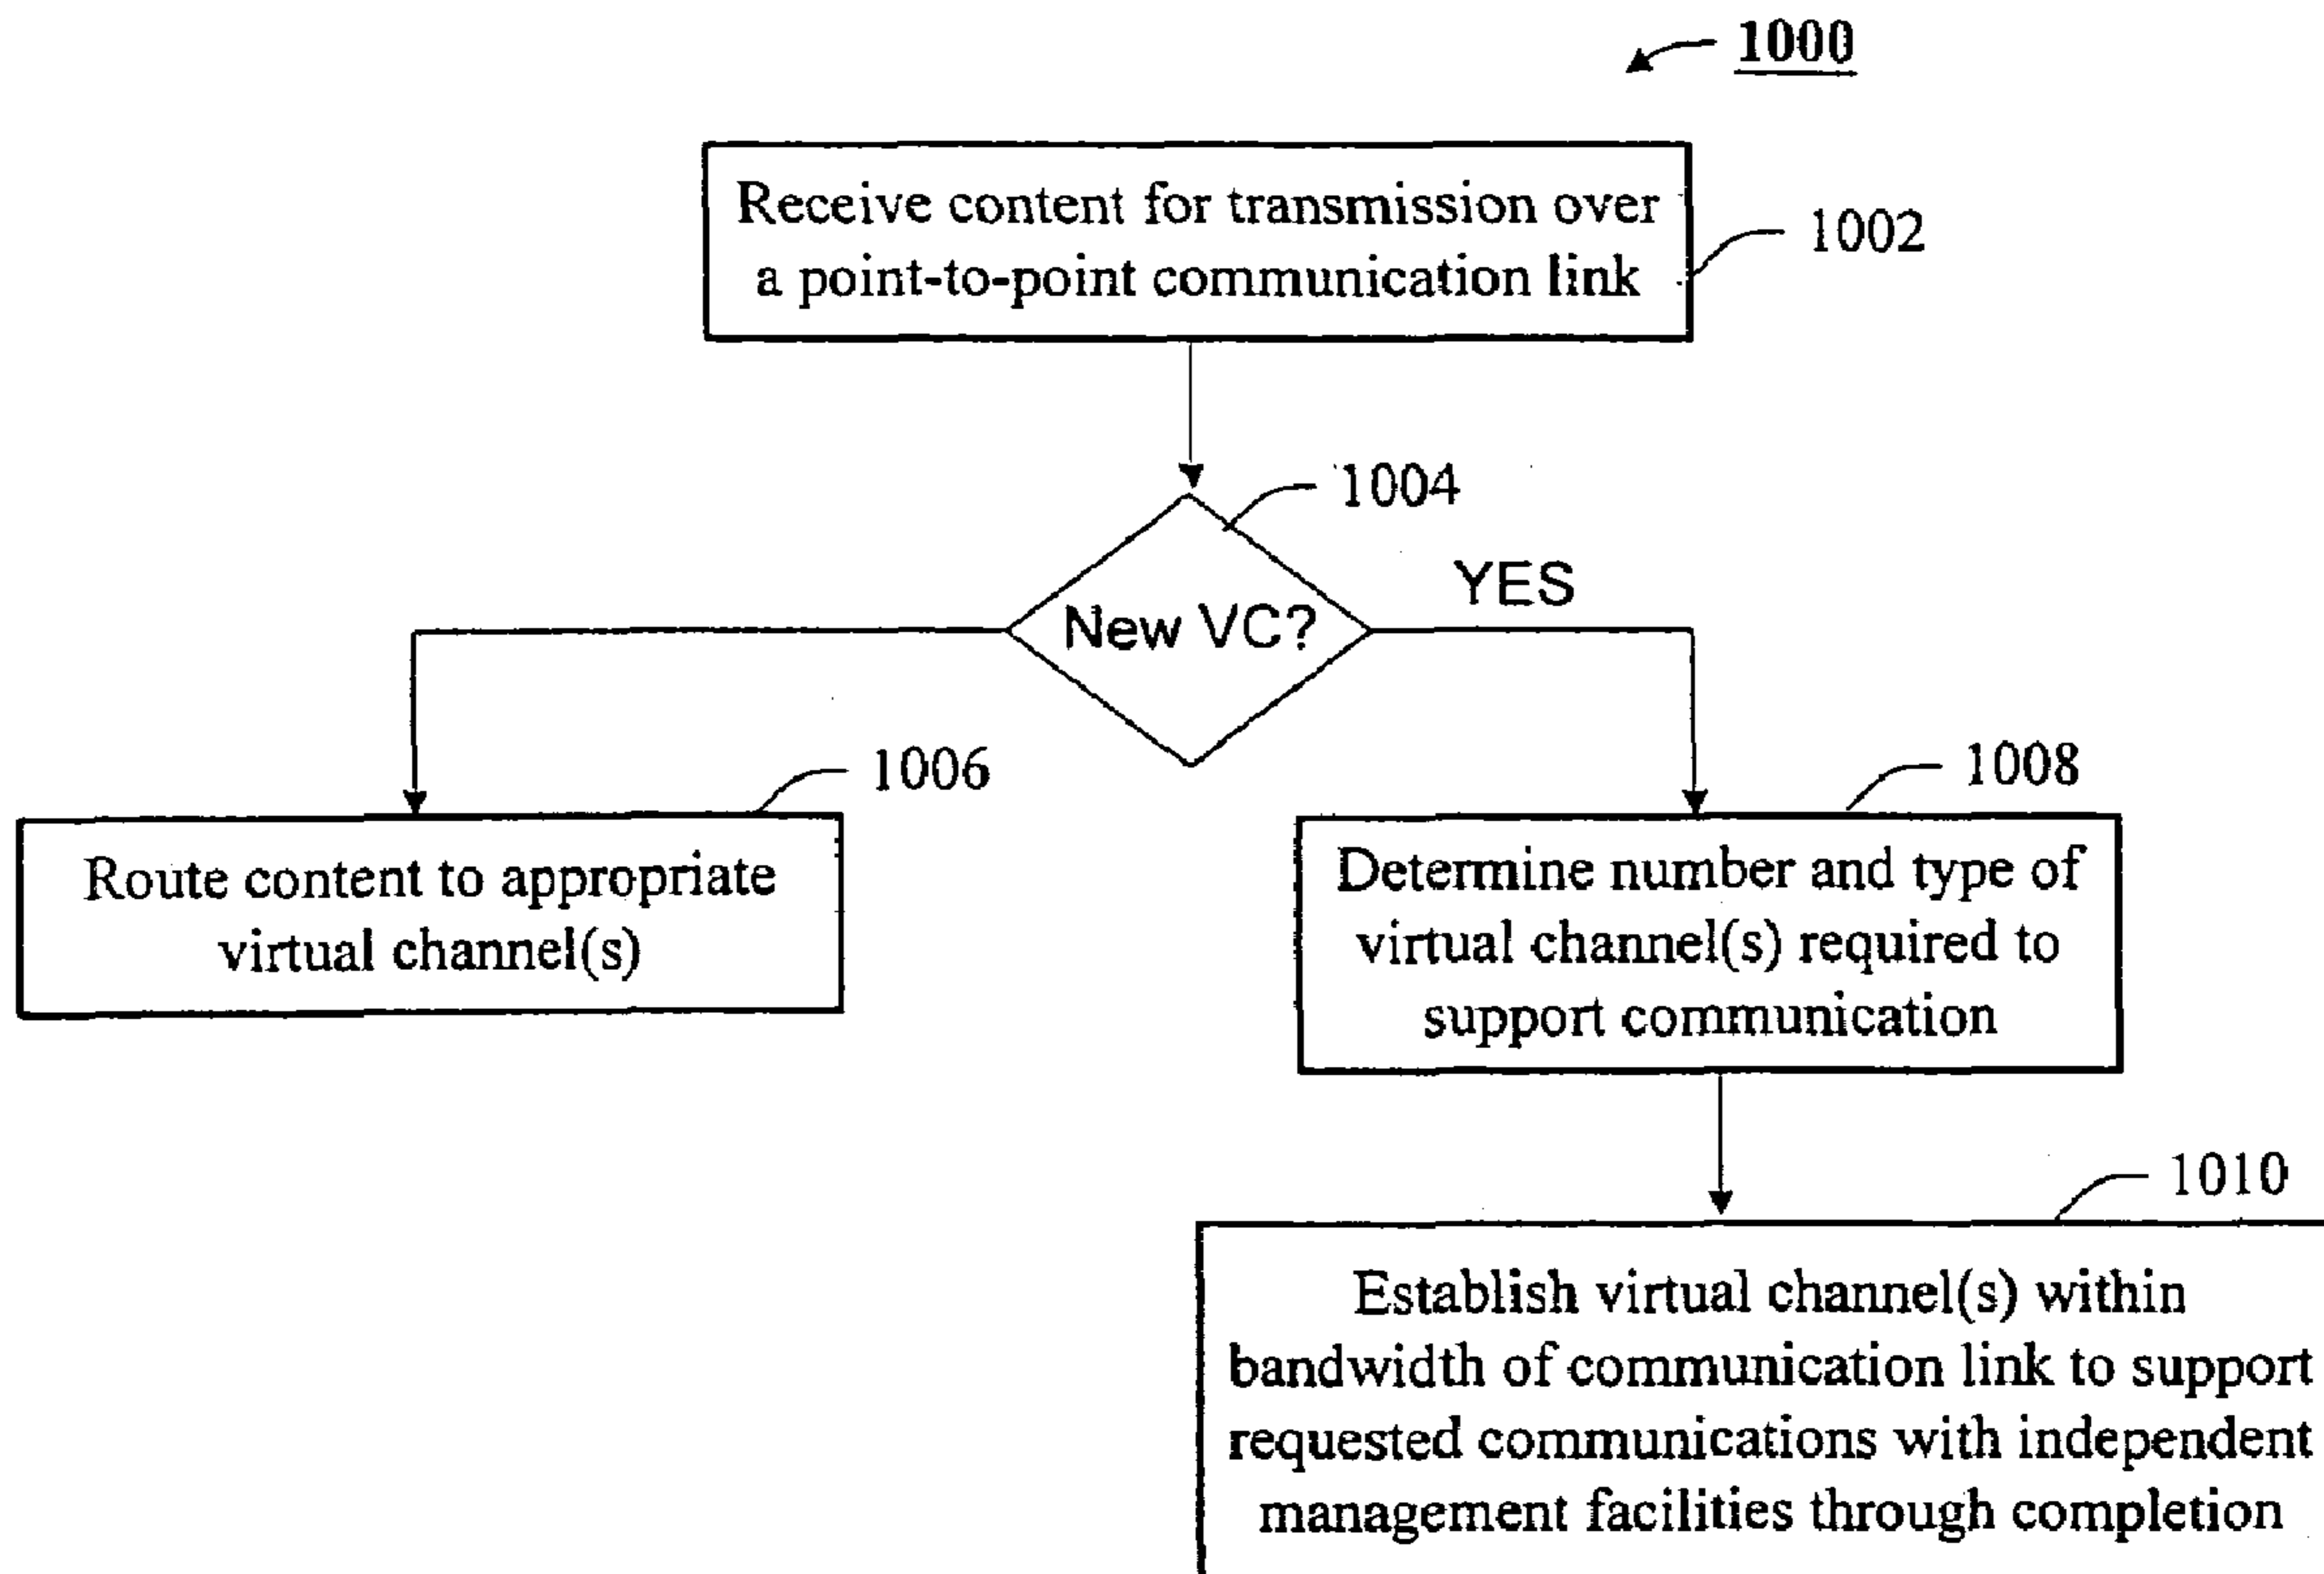 1000
Receive content for transmission over
a point-to-point communication link
1002
1004
New VC?
YES
1006
Route content to appropriate
virtual channel(s)
1008
Determine number and type of
virtual channel(s) required to
support communication
1010
Establish virtual channel(s) within
bandwidth of communication link to support
requested communications with independent
management facilities through completion